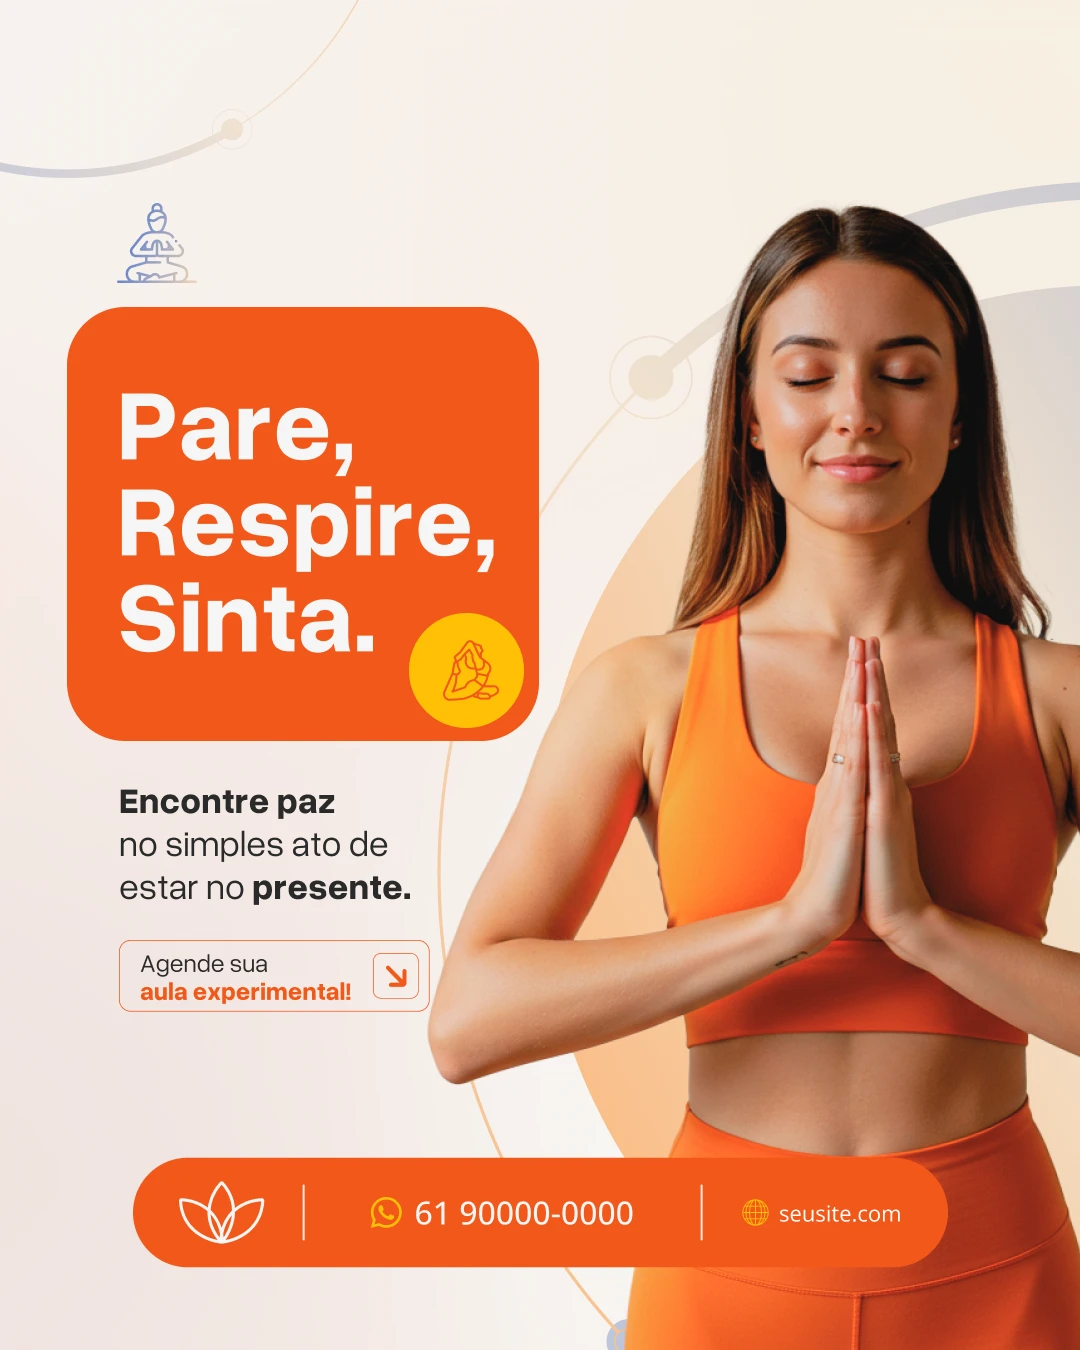 Pare,
Respire,
Sinta.
Encontre paz
no simples ato de
estar no presente.
Agende sua
aula experimental!
61 90000-0000
seusite.com